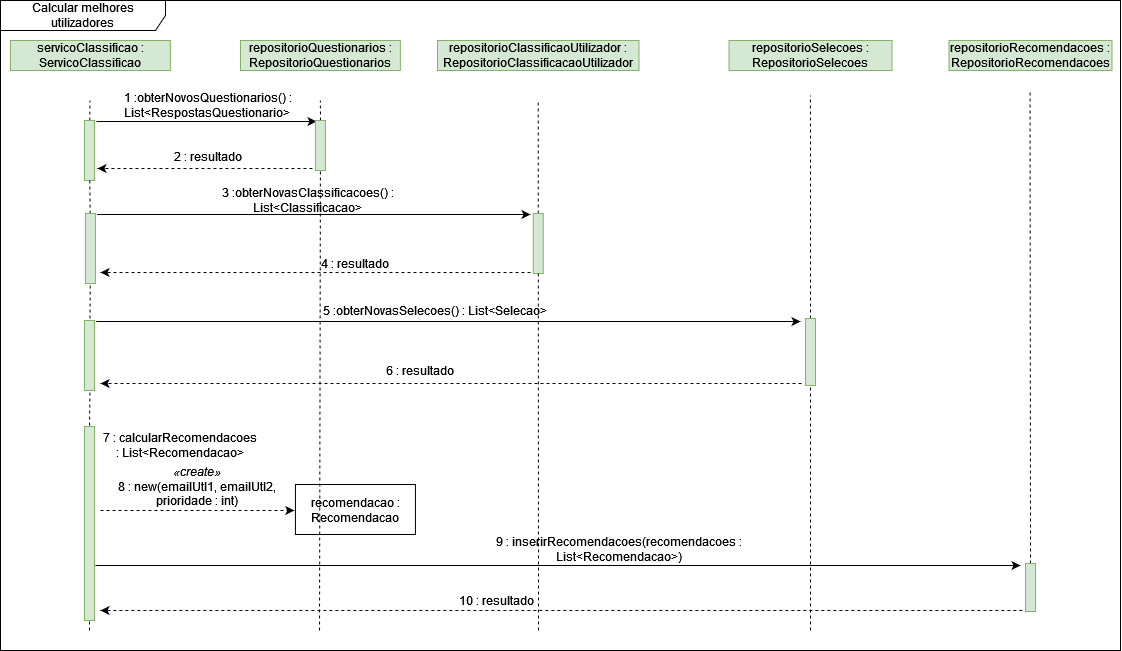 Calcular melhores
utilizadores
servicoClassificao :
ServicoClassificao
repositorioQuestionarios :
RepositorioQuestionarios
repositorioClassificaoUtilizador :
RepositorioClassificacaoUtilizador
repositorioSelecoes :
RepositorioSelecoes
repositorioRecomendacoes :
RepositorioRecomendacoes
1 :obterNovosQuestionarios() :
List<RespostasQuestionario>
2 : resultado
3 :obterNovasClassificacoes() :
List<Classificacao>
4 : resultado
5 :obterNovasSelecoes() : List<Selecao>
6 : resultado
7 : calcularRecomendacoes
: List<Recomendacao>
«create»
8 : new(emailUtl1, emailUtl2,
prioridade : int)
recomendacao :
Recomendacao
9 : inserirRecomendacoes(recomendacoes :
List<Recomendacao>)
10 : resultado